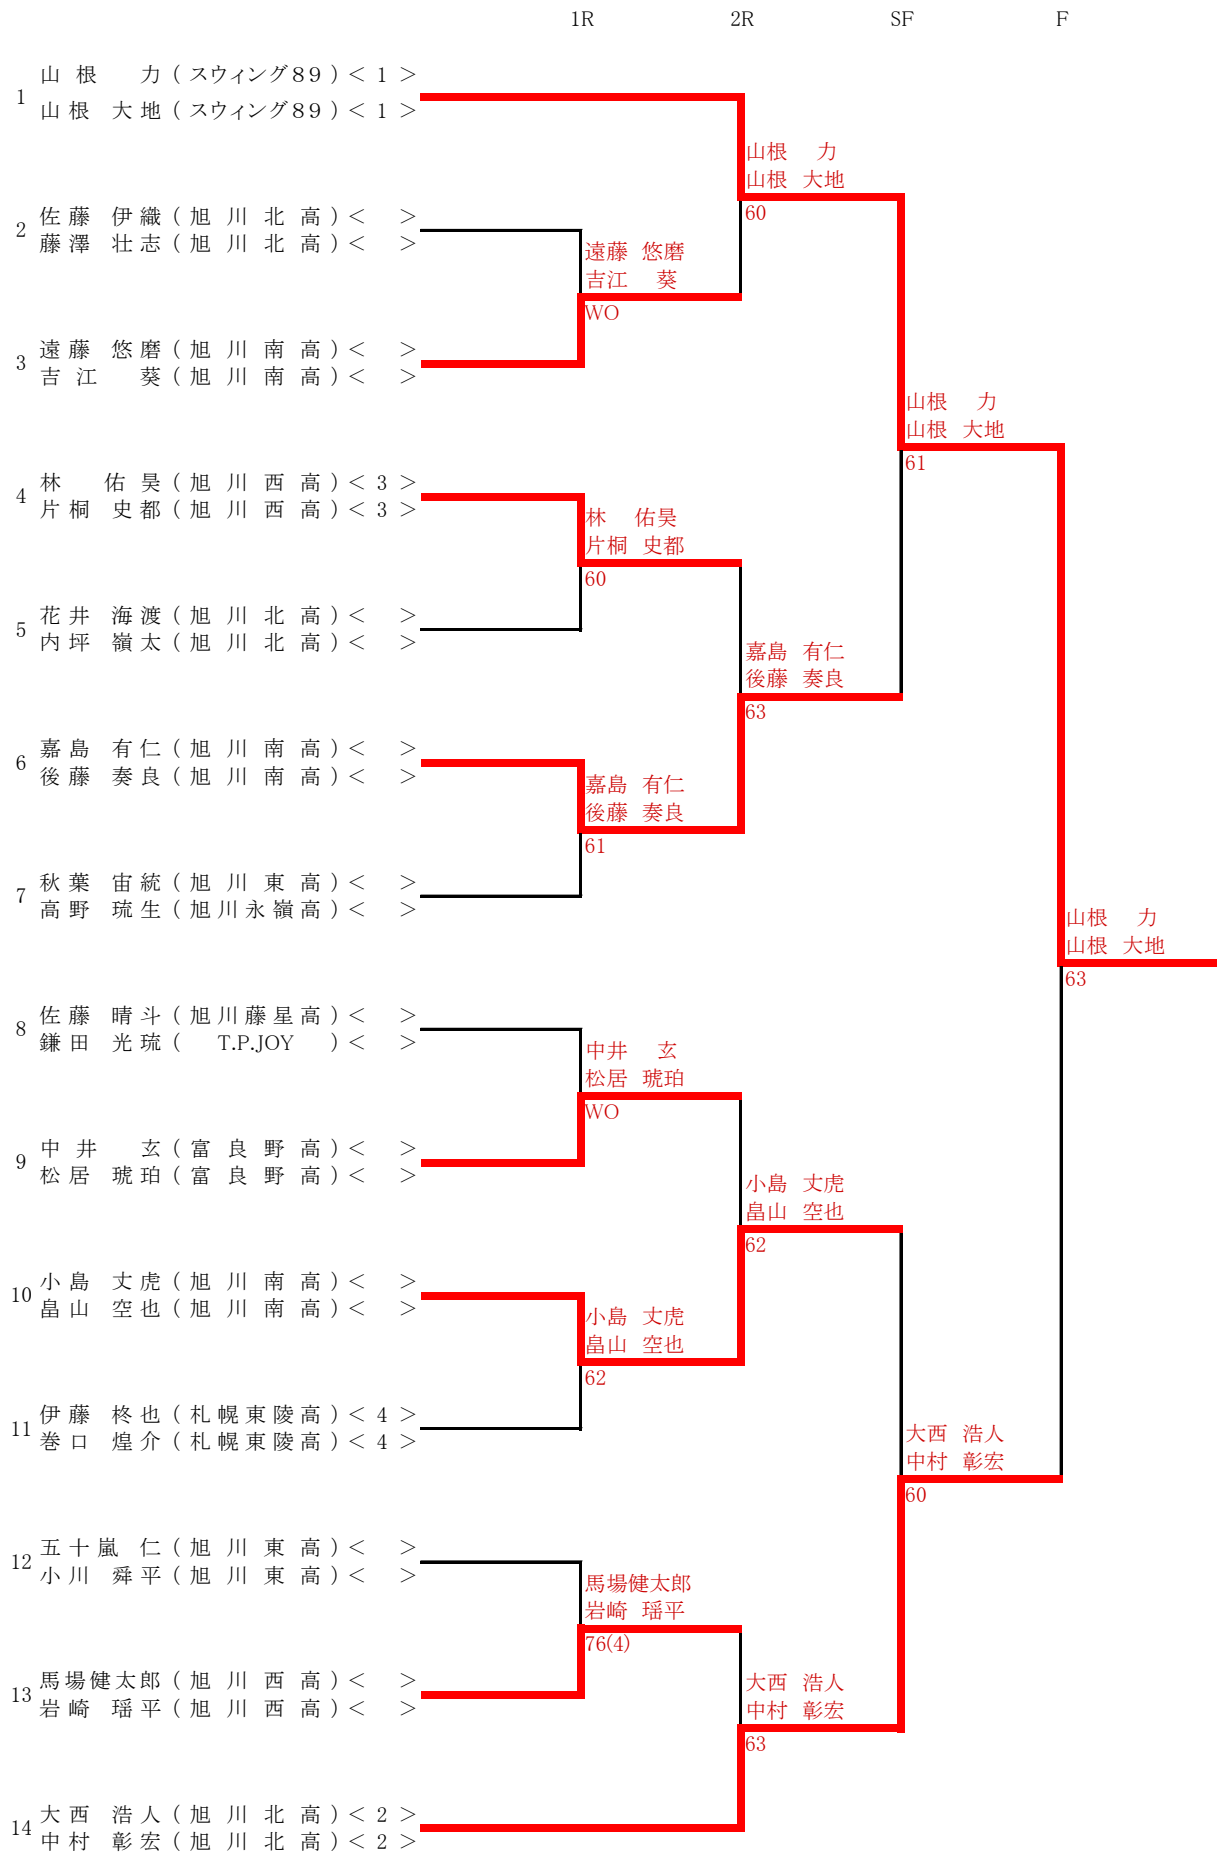 1R 2R SF F
1 山根 力 ( スウィング89 ) < 1 >
山根 大地 ( スウィング89 ) < 1 >
山根 力
山根 大地
60
2 佐藤 伊織 ( 旭川北高 ) < >
藤澤 壮志 ( 旭川北高 ) < >
遠藤 悠磨
吉江 葵
WO
3 遠藤 悠磨 ( 旭川南高 ) < >
吉江 葵 ( 旭川南高 ) < >
山根 力
山根 大地
61
4 林 佑昊 ( 旭川西高 ) < 3 >
片桐 史都 ( 旭川西高 ) < 3 >
林 佑昊
片桐 史都
60
5 花井 海渡 ( 旭川北高 ) < >
内坪 嶺太 ( 旭川北高 ) < >
嘉島 有仁
後藤 奏良
63
6 嘉島 有仁 ( 旭川南高 ) < >
後藤 奏良 ( 旭川南高 ) < >
嘉島 有仁
後藤 奏良
61
7 秋葉 宙統 ( 旭川東高 ) < >
高野 琉生 ( 旭川永嶺高 ) < >
山根 力
山根 大地
63
8 佐藤 晴斗 ( 旭川藤星高 ) < >
鎌田 光琉 ( T.P.JOY ) < >
中井 玄
松居 琥珀
WO
9 中井 玄 ( 富良野高 ) < >
松居 琥珀 ( 富良野高 ) < >
小島 丈虎
畠山 空也
62
10 小島 丈虎 ( 旭川南高 ) < >
畠山 空也 ( 旭川南高 ) < >
小島 丈虎
畠山 空也
62
11 伊藤 柊也 ( 札幌東陵高 ) < 4 >
巻口 煌介 ( 札幌東陵高 ) < 4 >
大西 浩人
中村 彰宏
60
12 五十嵐 仁 ( 旭川東高 ) < >
小川 舜平 ( 旭川東高 ) < >
馬場健太郎
岩崎 瑶平
76(4)
13 馬場健太郎 ( 旭川西高 ) < >
岩崎 瑶平 ( 旭川西高 ) < >
大西 浩人
中村 彰宏
63
14 大西 浩人 ( 旭川北高 ) < 2 >
中村 彰宏 ( 旭川北高 ) < 2 >